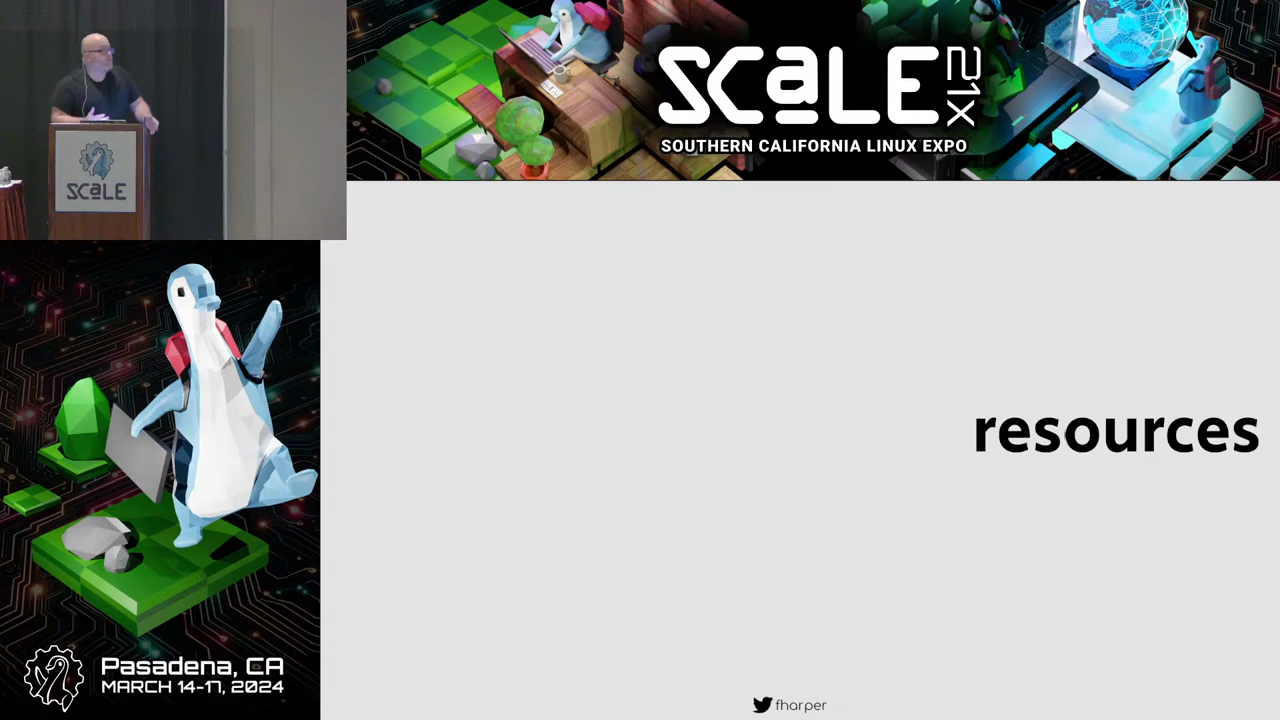 SCaLE
SCaLE 21X
SOUTHERN CALIFORNIA LINUX EXPO
resources
Pasadena, CA
MARCH 14-17, 2024
fharper